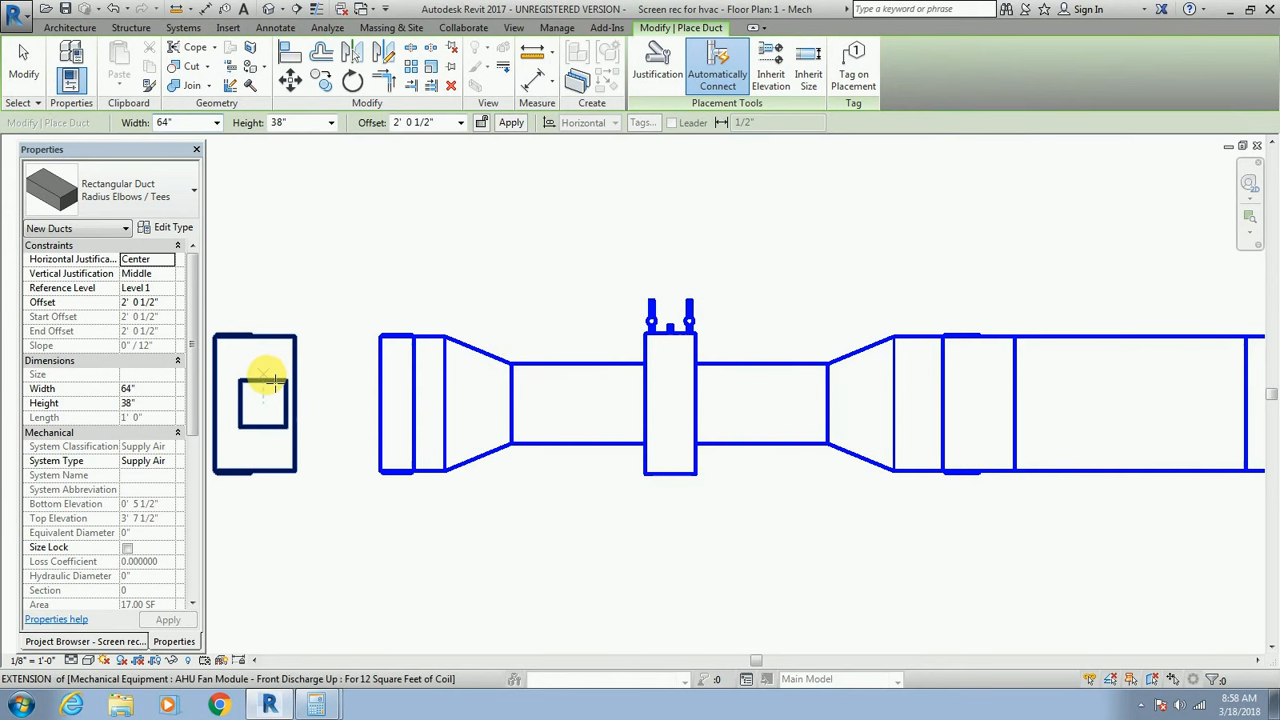 Autodesk Revit 2017 - UNREGISTERED VERSION - Screen rec for hvac - Floor Plan: 1 - Mech
Type a keyword or phrase
Sign In
Architecture Structure Systems Insert Annotate Analyze Massing & Site Collaborate View Manage Add-Ins Modify | Place Duct
Modify
Properties
Paste
Cope
Cut
Join
Justification
Automatically Connect
Inherit Elevation
Inherit Size
Tag on Placement
Select Properties Clipboard Geometry Modify View Measure Create Placement Tools Tag
Modify | Place Duct Width: 64" Height: 38" Offset: 2' 0 1/2" Apply Horizontal Tags... Leader 1/2"
Properties
Rectangular Duct
Radius Elbows / Tees
New Ducts Edit Type
Constraints
Horizontal Justifica... Center
Vertical Justification Middle
Reference Level Level 1
Offset 2' 0 1/2"
Start Offset 2' 0 1/2"
End Offset 2' 0 1/2"
Slope 0" / 12"
Dimensions
Size
Width 64"
Height 38"
Length 1' 0"
Mechanical
System Classification Supply Air
System Type Supply Air
System Name
System Abbreviation
Bottom Elevation 0' 5 1/2"
Top Elevation 3' 7 1/2"
Equivalent Diameter 0"
Size Lock
Loss Coefficient 0.000000
Hydraulic Diameter 0"
Section 0
Area 17.00 SF
Properties help Apply
Project Browser - Screen rec... Properties
1/8" = 1'-0"
EXTENSION of [Mechanical Equipment : AHU Fan Module - Front Discharge Up : For 12 Square Feet of Coil] :0 Main Model :0
8:58 AM
3/18/2018